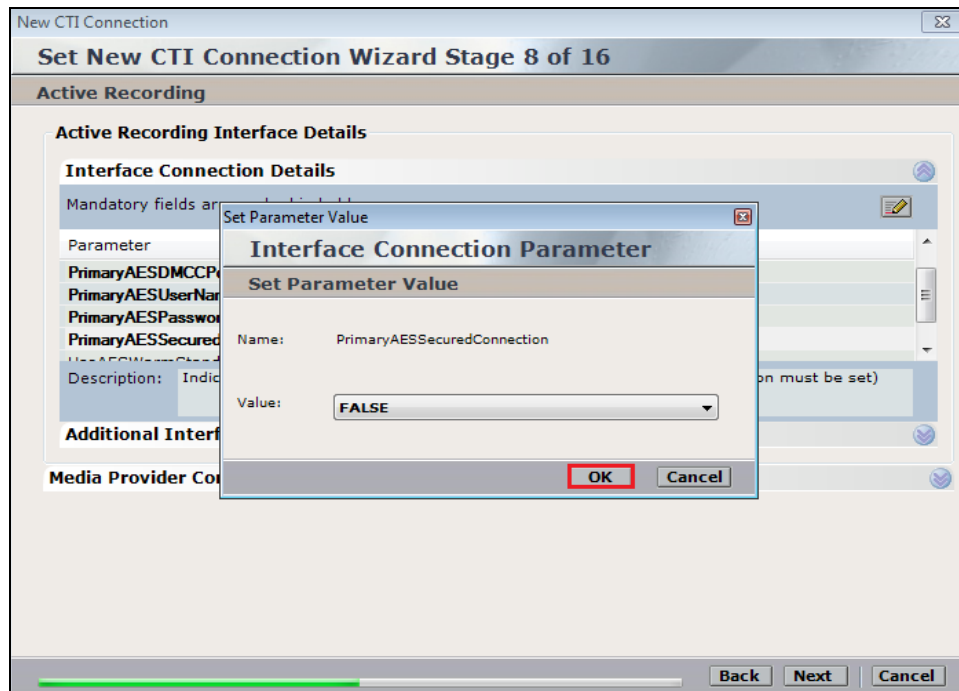 New CTI Connection
Set New CTI Connection Wizard Stage 8 of 16
Active Recording
Active Recording Interface Details
Interface Connection Details
Mandatory fields
Set Parameter Value
Parameter
Interface Connection Parameter
PrimaryAESDMCCP
Set Parameter Value
PrimaryAESUserNa
PrimaryAESPasswo
PrimaryAESSecured
Name: PrimaryAESSecuredConnection
Description: Indic
on must be set)
Value: FALSE
Additional Interf
Media Provider Co
OK Cancel
Back Next Cancel